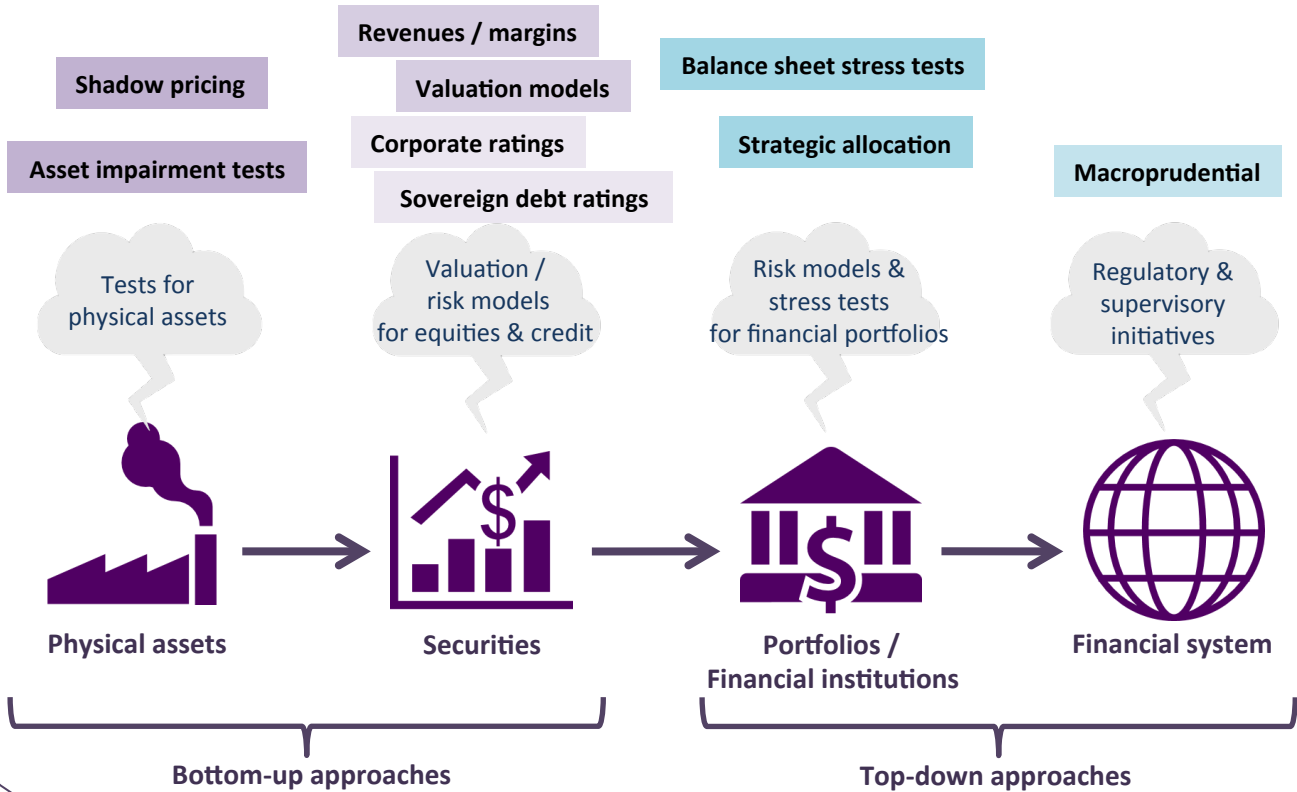 Revenues / margins
Shadow pricing
Valuation models
Balance sheet stress tests
Corporate ratings
Strategic allocation
Asset impairment tests
Sovereign debt ratings
Macroprudential
Tests for
physical assets
Valuation /
risk models
for equities & credit
Risk models &
stress tests
for financial portfolios
Regulatory &
supervisory
initiatives
$
$
Physical assets
Securities
Portfolios /
Financial institutions
Financial system
Bottom-up approaches
Top-down approaches